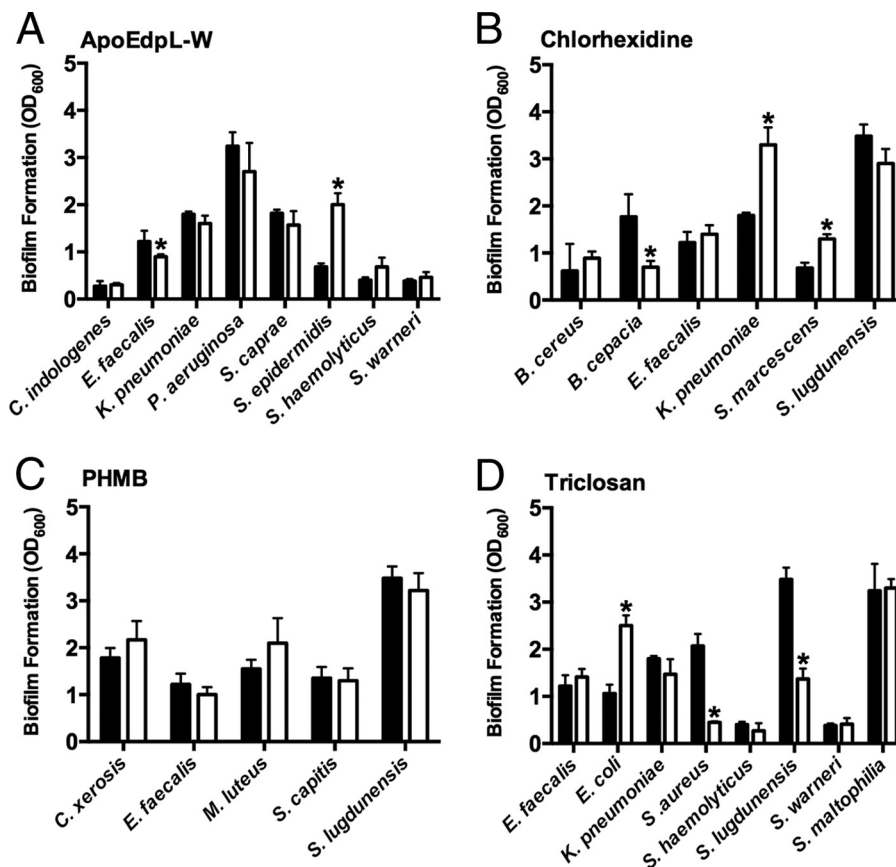 A ApoEdpL-W
Biofilm Formation (OD600)
5
4
3
2
1
0
*
*
C. indologenes
E. faecalis
K. pneumoniae
P. aeruginosa
S. caprae
S. epidermidis
S. haemolyticus
S. warneri
B Chlorhexidine
Biofilm Formation (OD600)
5
4
3
2
1
0
*
*
*
B. cereus
B. cepacia
E. faecalis
K. pneumoniae
S. marcescens
S. lugdunensis
C PHMB
Biofilm Formation (OD600)
5
4
3
2
1
0
C. xerosis
E. faecalis
M. luteus
S. capitis
S. lugdunensis
D Triclosan
Biofilm Formation (OD600)
5
4
3
2
1
0
*
*
*
E. faecalis
E. coli
K. pneumoniae
S .aureus
S. haemolyticus
S. lugdunensis
S. warneri
S. maltophilia